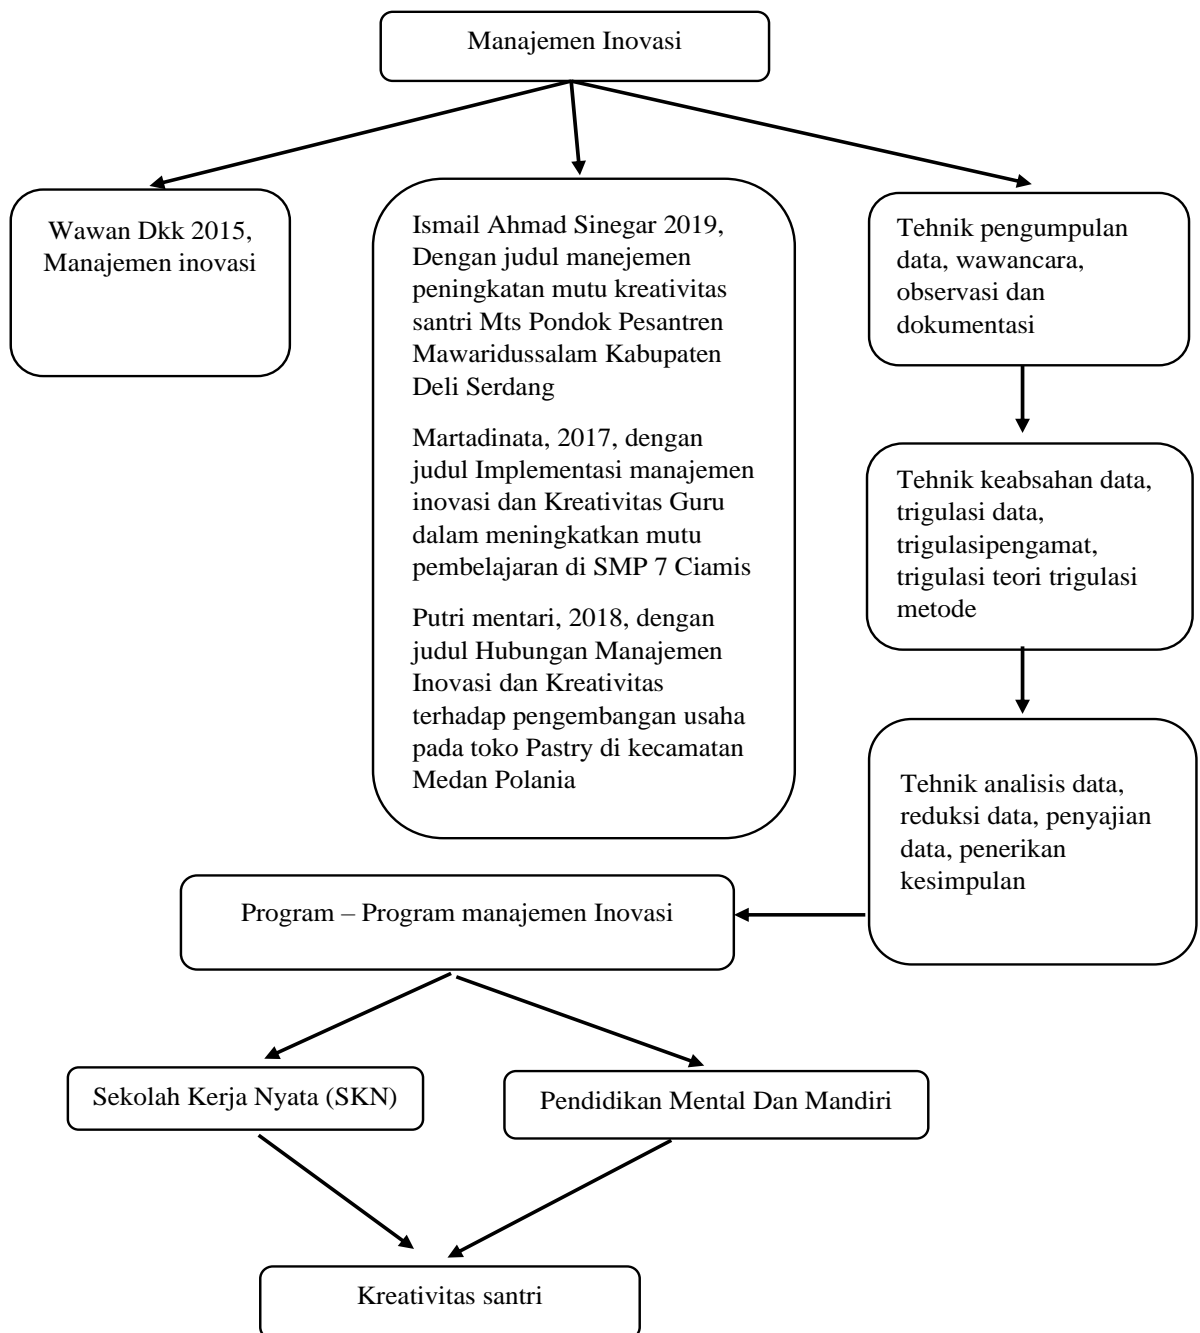 Manajemen Inovasi
Wawan Dkk 2015,
Manajemen inovasi
Ismail Ahmad Sinegar 2019,
Dengan judul manejemen
peningkatan mutu kreativitas
santri Mts Pondok Pesantren
Mawaridussalam Kabupaten
Deli Serdang
Martadinata, 2017, dengan
judul Implementasi manajemen
inovasi dan Kreativitas Guru
dalam meningkatkan mutu
pembelajaran di SMP 7 Ciamis
Putri mentari, 2018, dengan
judul Hubungan Manajemen
Inovasi dan Kreativitas
terhadap pengembangan usaha
pada toko Pastry di kecamatan
Medan Polania
Tehnik pengumpulan
data, wawancara,
observasi dan
dokumentasi
Tehnik keabsahan data,
trigulasi data,
trigulasipengamat,
trigulasi teori trigulasi
metode
Tehnik analisis data,
reduksi data, penyajian
data, penerikan
kesimpulan
Program – Program manajemen Inovasi
Sekolah Kerja Nyata (SKN)
Pendidikan Mental Dan Mandiri
Kreativitas santri